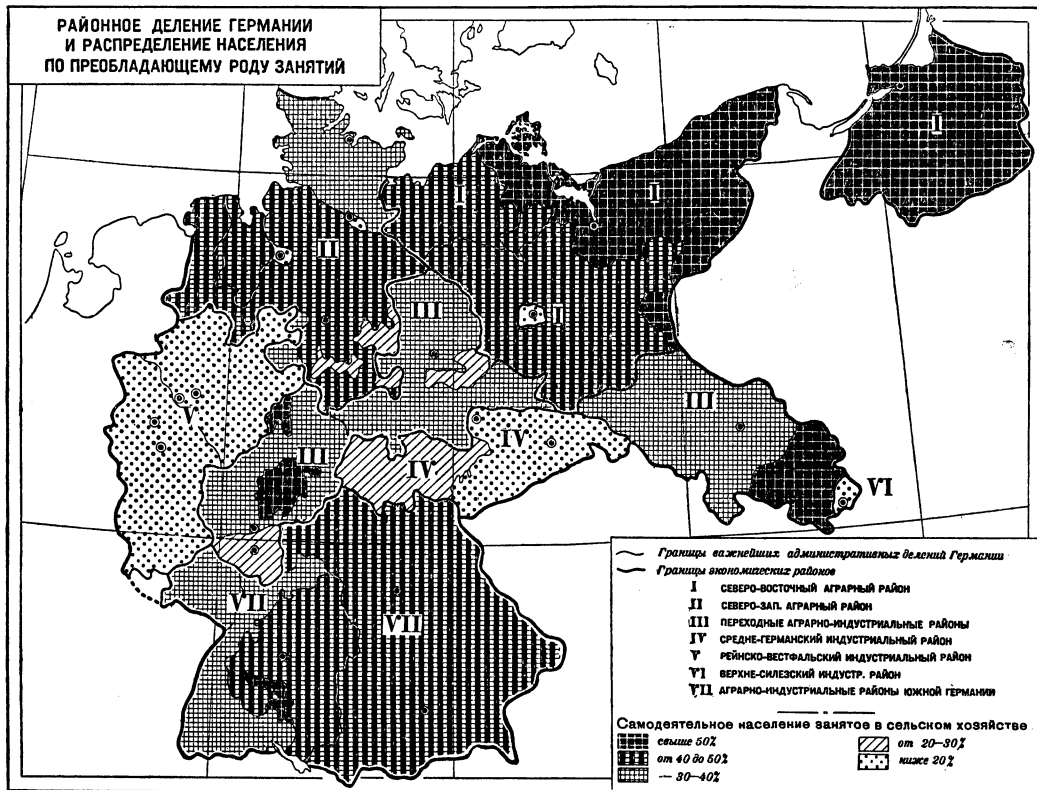 РАЙОННОЕ ДЕЛЕНИЕ ГЕРМАНИИ
И РАСПРЕДЕЛЕНИЕ НАСЕЛЕНИЯ
ПО ПРЕОБЛАДАЮЩЕМУ РОДУ ЗАНЯТИЙ
I
I
I
II
III
I
V
III
IV
III
IV
VI
VII
VII
Границы важнейших административных делений Германии
Границы экономических районов
I СЕВЕРО-ВОСТОЧНЫЙ АГРАРНЫЙ РАЙОН
II СЕВЕРО-ЗАП. АГРАРНЫЙ РАЙОН
III ПЕРЕХОДНЫЕ АГРАРНО-ИНДУСТРИАЛЬНЫЕ РАЙОНЫ
IV СРЕДНЕ-ГЕРМАНСКИЙ ИНДУСТРИАЛЬНЫЙ РАЙОН
V РЕЙНСКО-ВЕСТФАЛЬСКИЙ ИНДУСТРИАЛЬНЫЙ РАЙОН
VI ВЕРХНЕ-СИЛЕЗСКИЙ ИНДУСТР. РАЙОН
VII АГРАРНО-ИНДУСТРИАЛЬНЫЕ РАЙОНЫ ЮЖНОЙ ГЕРМАНИИ
Самодеятельное население занятое в сельском хозяйстве
свыше 50%
от 40 до 50%
— 30–40%
от 20–30%
ниже 20%